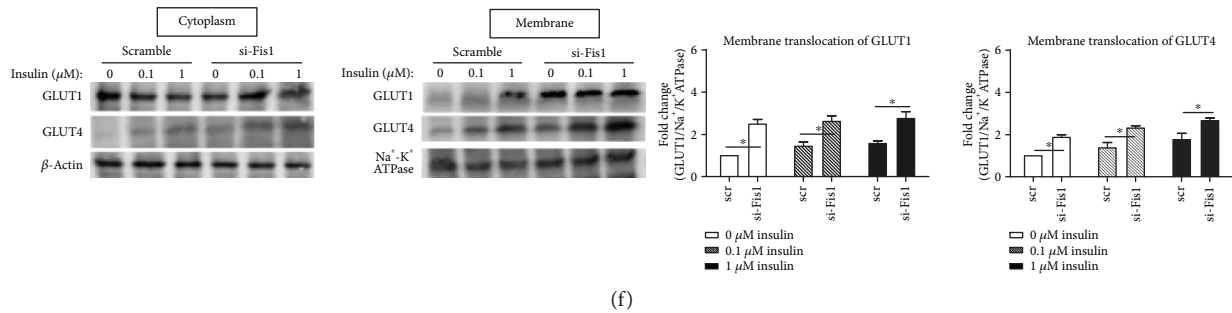 Cytoplasm
Scramble si-Fis1
Insulin (μM): 0 0.1 1 0 0.1 1
GLUT1
GLUT4
β-Actin
Membrane
Scramble si-Fis1
Insulin (μM): 0 0.1 1 0 0.1 1
GLUT1
GLUT4
Na⁺-K⁺
ATPase
Membrane translocation of GLUT1
Fold change
(GLUT1/Na⁺/K⁺ATPase)
6
4
2
0
* * *
scr si-Fis1 scr si-Fis1 scr si-Fis1
0 μM insulin
0.1 μM insulin
1 μM insulin
Membrane translocation of GLUT4
Fold change
(GLUT1/Na⁺/K⁺ATPase)
6
4
2
0
* * *
scr si-Fis1 scr si-Fis1 scr si-Fis1
0 μM insulin
0.1 μM insulin
1 μM insulin
(f)